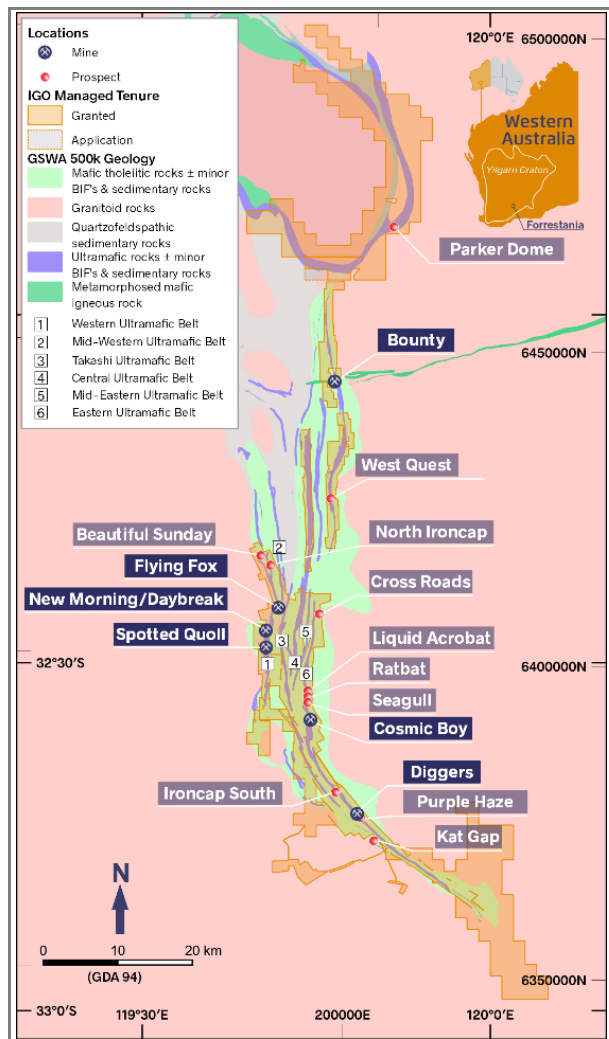 Locations
Mine
Prospect
IGO Managed Tenure
Granted
Application
GSWA 500k Geology
Mafic tholeiitic rocks ± minor
BIF's & sedimentary rocks
Granitoid rocks
Quartzofeldspathic
sedimentary rocks
Ultramafic rocks ± minor
BIF's & sedimentary rocks
Metamorphosed mafic
igneous rock
1 Western Ultramafic Belt
2 Mid-Western Ultramafic Belt
3 Takashi Ultramafic Belt
4 Central Ultramafic Belt
5 Mid-Eastern Ultramafic Belt
6 Eastern Ultramafic Belt
120°0'E
6500000N
Western
Australia
Yilgarn Craton
Forrestania
Parker Dome
6450000N
Bounty
West Quest
Beautiful Sunday
2
North Ironcap
Flying Fox
Cross Roads
New Morning/Daybreak
5
3
Spotted Quoll
Liquid Acrobat
32°30'S
1
4
6
6400000N
Ratbat
Seagull
Cosmic Boy
Diggers
Ironcap South
Purple Haze
Kat Gap
N
0 10 20 km
(GDA 94)
6350000N
33°0'S
119°30'E
200000E
120°0'E